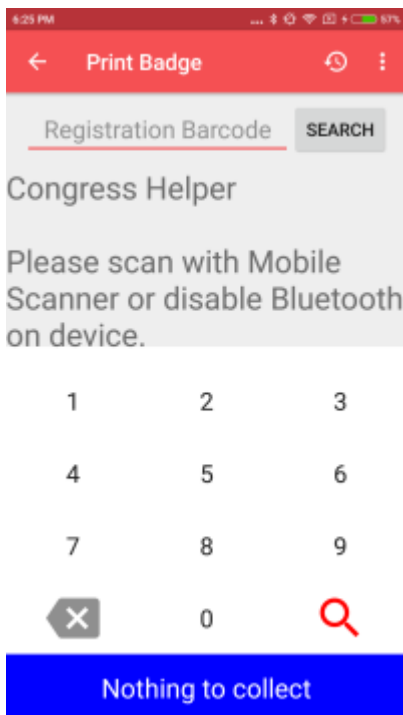 6:25 PM ... 57%
Print Badge
Registration Barcode SEARCH
Congress Helper
Please scan with Mobile
Scanner or disable Bluetooth
on device.
1 2 3
4 5 6
7 8 9
0
Nothing to collect